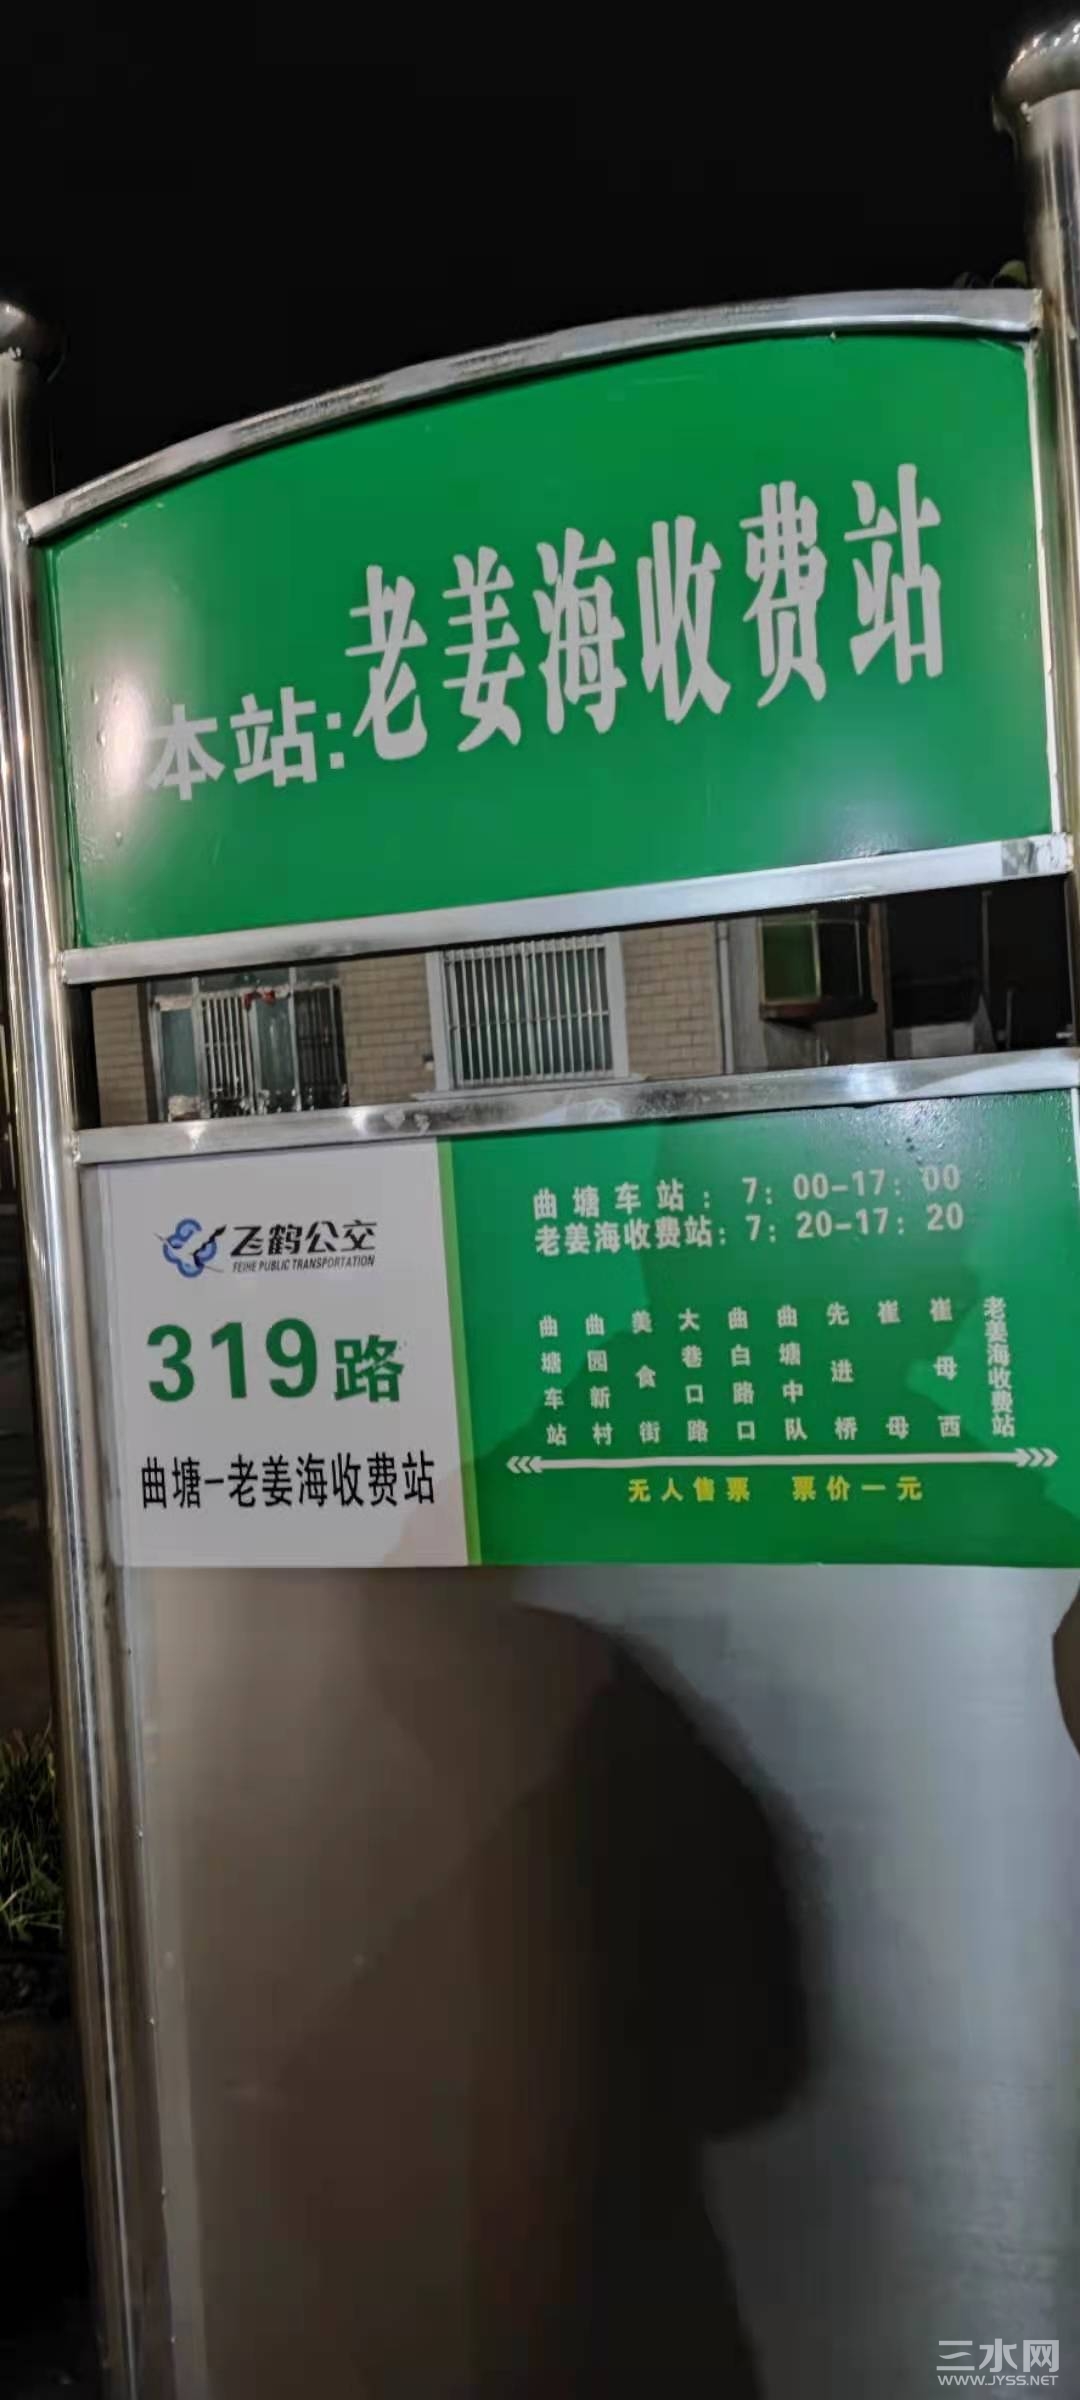 本站:老姜海收费站
飞鹤公交
FEIHE PUBLIC TRANSPORTATION
319路
曲塘-老姜海收费站
曲塘车站：7：00-17：00
老姜海收费站：7：20-17：20
曲塘车站
曲园新村
美食街
大巷口路
曲白路口
曲塘中队
先进桥
崔母
崔母西
老姜海收费站
无人售票 票价一元
三水网
WWW.JYSS.NET